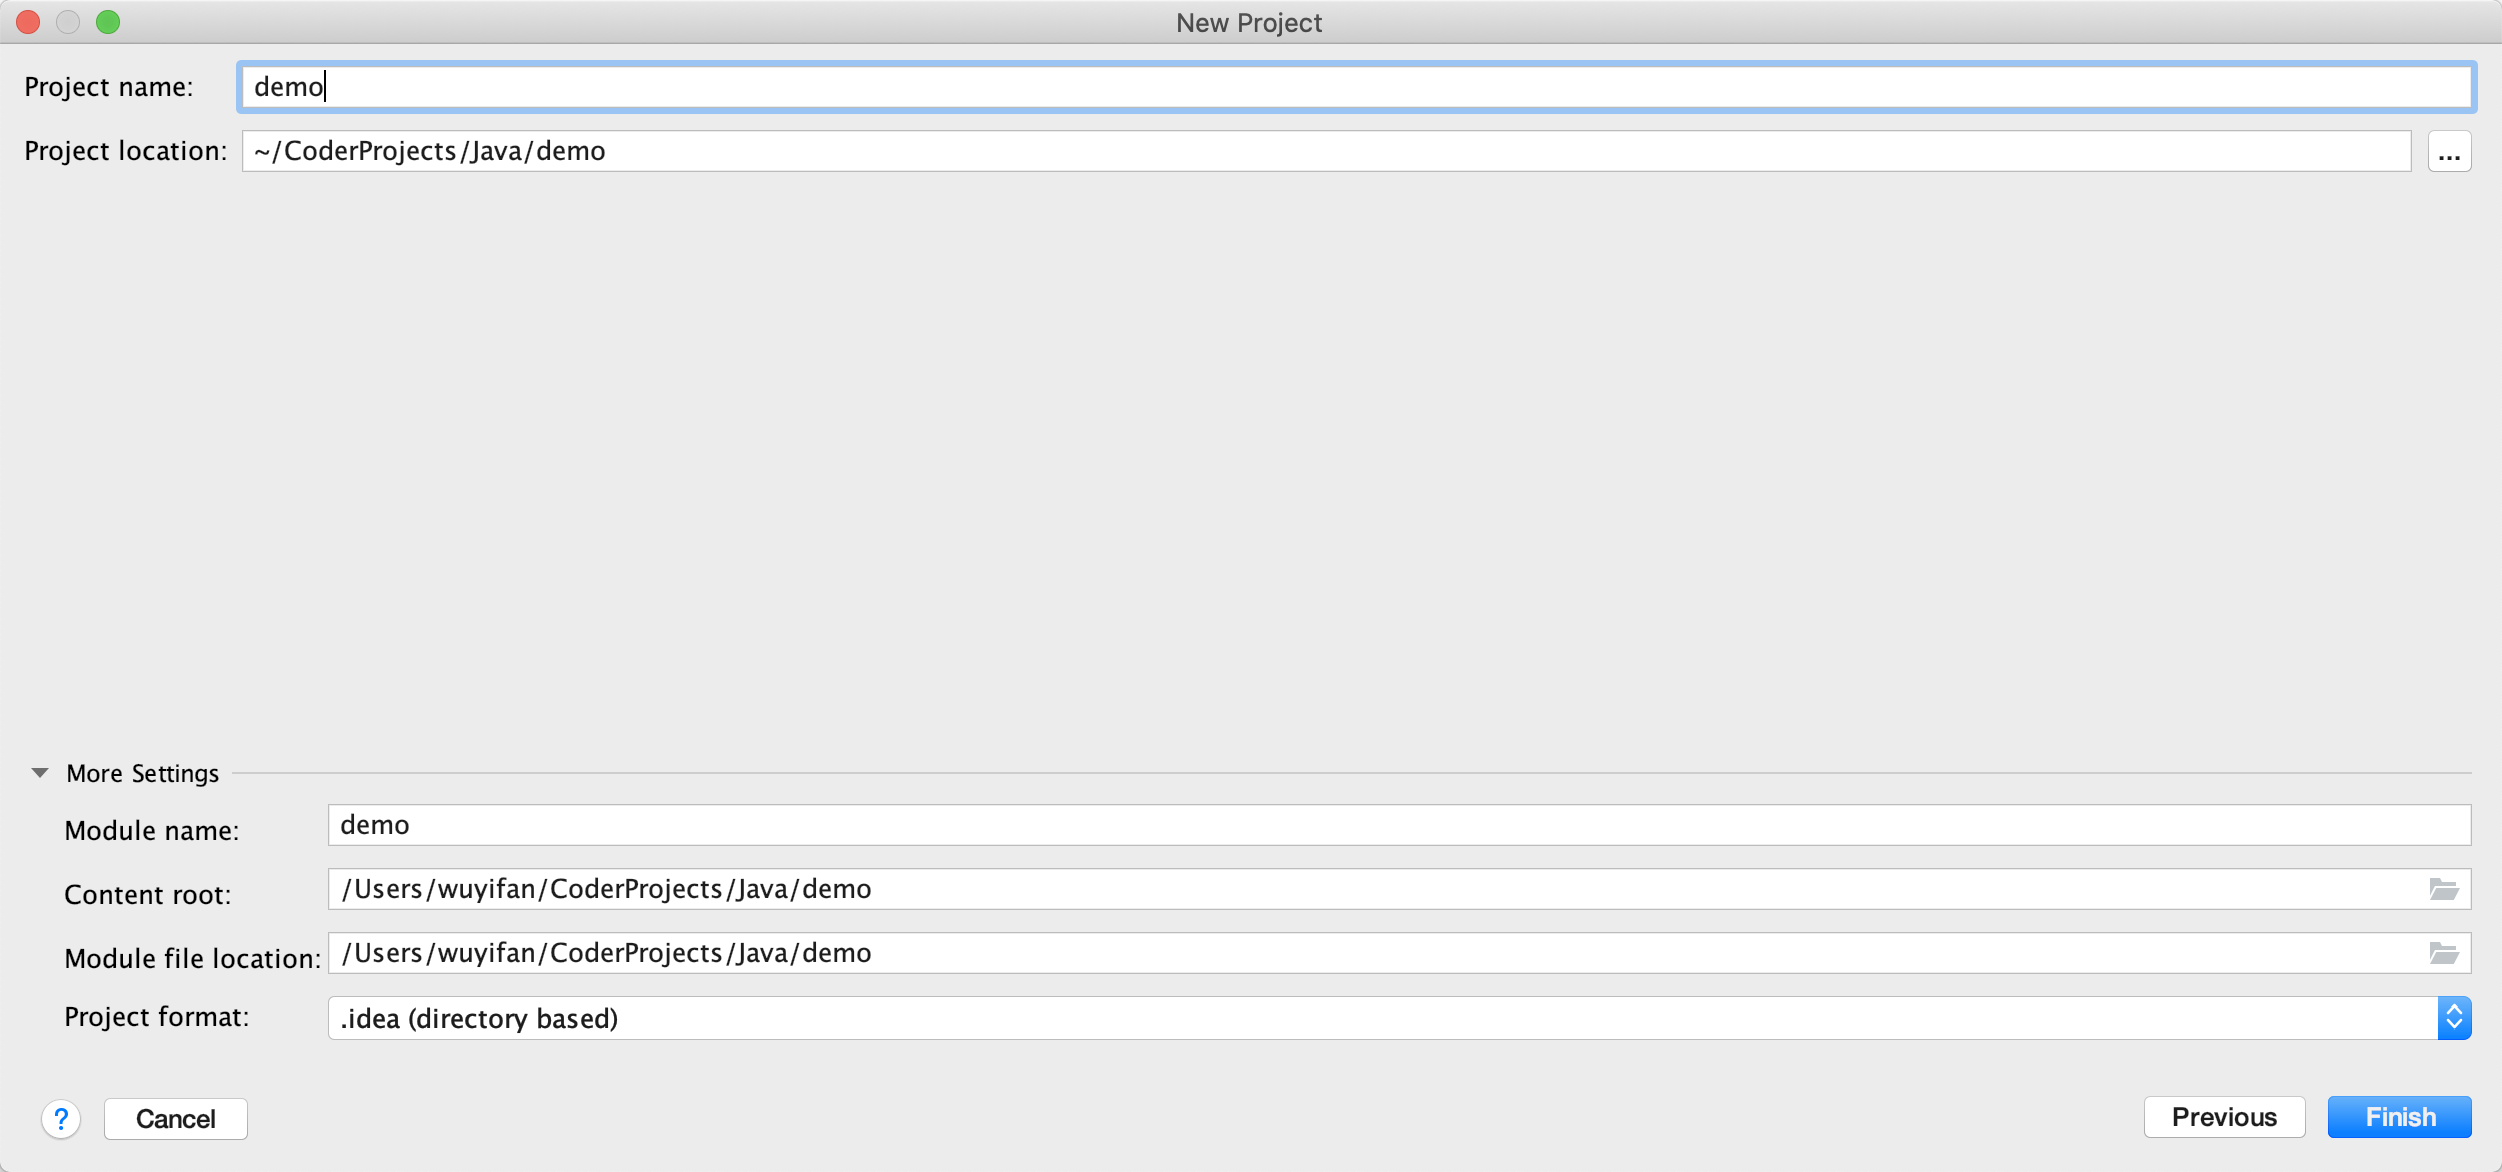 New Project
Project name: demo
Project location: ~/CoderProjects/Java/demo ...
More Settings
Module name: demo
Content root: /Users/wuyifan/CoderProjects/Java/demo
Module file location: /Users/wuyifan/CoderProjects/Java/demo
Project format: .idea (directory based)
? Cancel Previous Finish